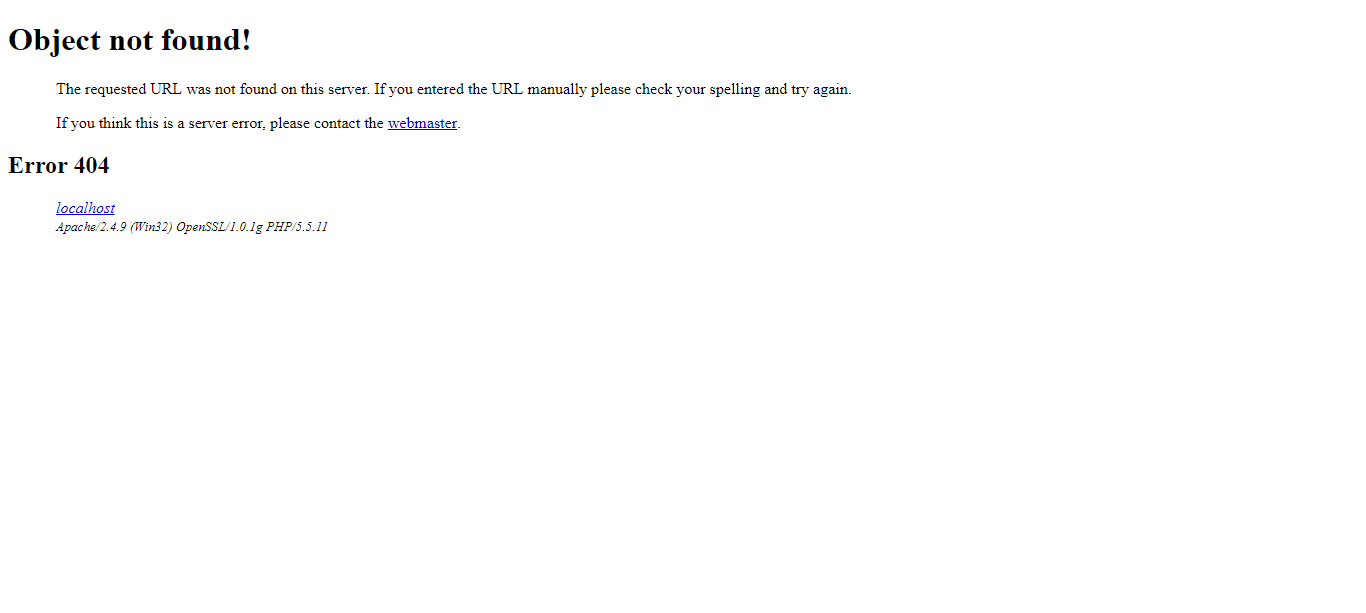 Object not found!
The requested URL was not found on this server. If you entered the URL manually please check your spelling and try again.
If you think this is a server error, please contact the webmaster.
Error 404
localhost
Apache/2.4.9 (Win32) OpenSSL/1.0.1g PHP/5.5.11